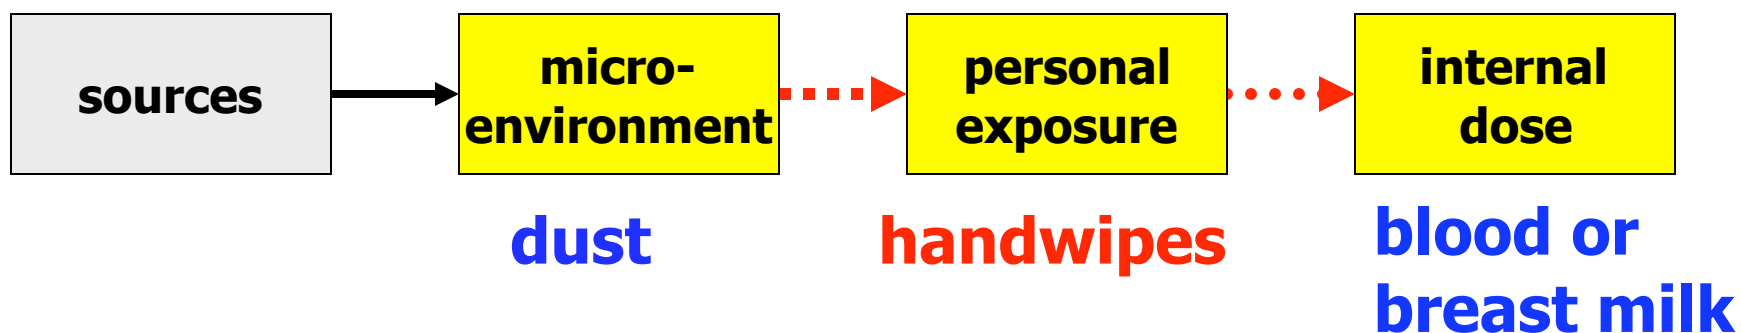 sources
micro-
environment
personal
exposure
internal
dose
dust
handwipes
blood or
breast milk